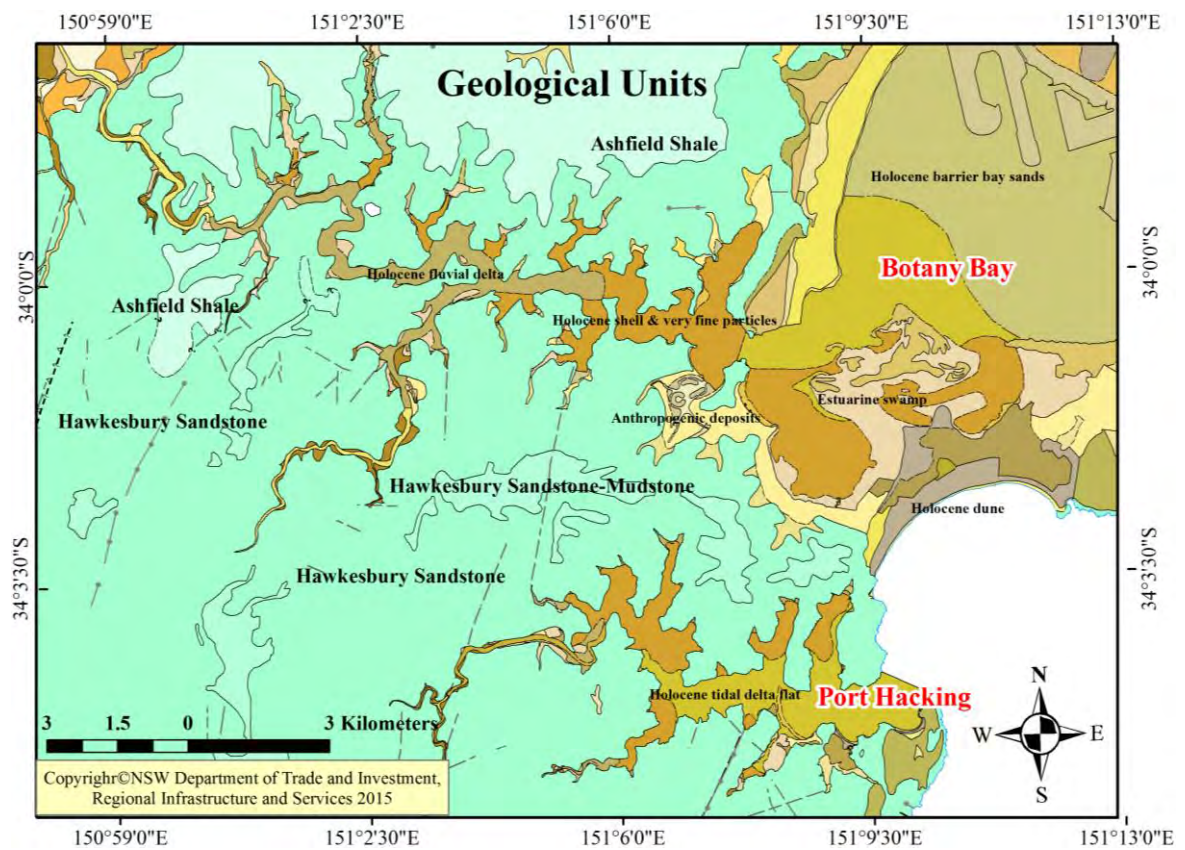 150°59'0"E 151°2'30"E 151°6'0"E 151°9'30"E 151°13'0"E
Geological Units
Ashfield Shale
Holocene barrier bay sands
34°0'0"S
34°0'0"S
Botany Bay
Holocene fluvial delta
Ashfield Shale
Holocene shell & very fine particles
Estuarine swamp
Anthropogenic deposits
Hawkesbury Sandstone
Hawkesbury Sandstone-Mudstone
Holocene dune
Hawkesbury Sandstone
34°3'30"S
34°3'30"S
Holocene tidal delta flat
Port Hacking
N
W E
S
3 1.5 0 3 Kilometers
Copyright©NSW Department of Trade and Investment,
Regional Infrastructure and Services 2015
150°59'0"E 151°2'30"E 151°6'0"E 151°9'30"E 151°13'0"E